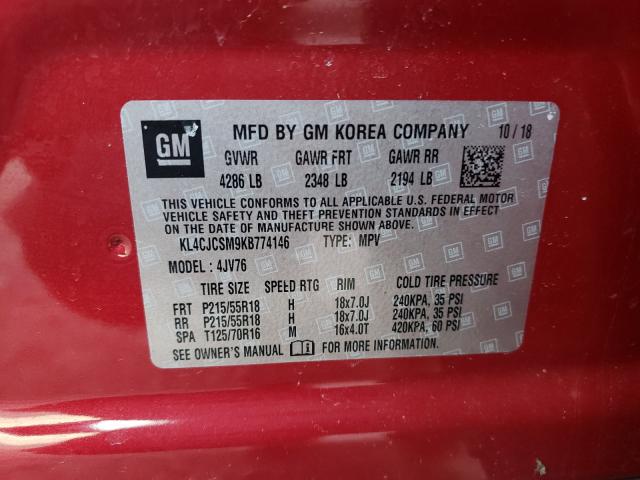 GM
MFD BY GM KOREA COMPANY 10/18
GVWR GAWR FRT GAWR RR
4286 LB 2348 LB 2194 LB
THIS VEHICLE CONFORMS TO ALL APPLICABLE U.S. FEDERAL MOTOR
VEHICLE SAFETY AND THEFT PREVENTION STANDARDS IN EFFECT
ON THE DATE OF MANUFACTURE SHOWN ABOVE.
KL4CJCSM9KB774146 TYPE: MPV
MODEL: 4JV76
TIRE SIZE SPEED RTG RIM COLD TIRE PRESSURE
FRT P215/55R18 H 18x7.0J 240KPA, 35 PSI
RR P215/55R18 H 18x7.0J 240KPA, 35 PSI
SPA T125/70R16 M 16x4.0T 420KPA, 60 PSI
SEE OWNER'S MANUAL FOR MORE INFORMATION